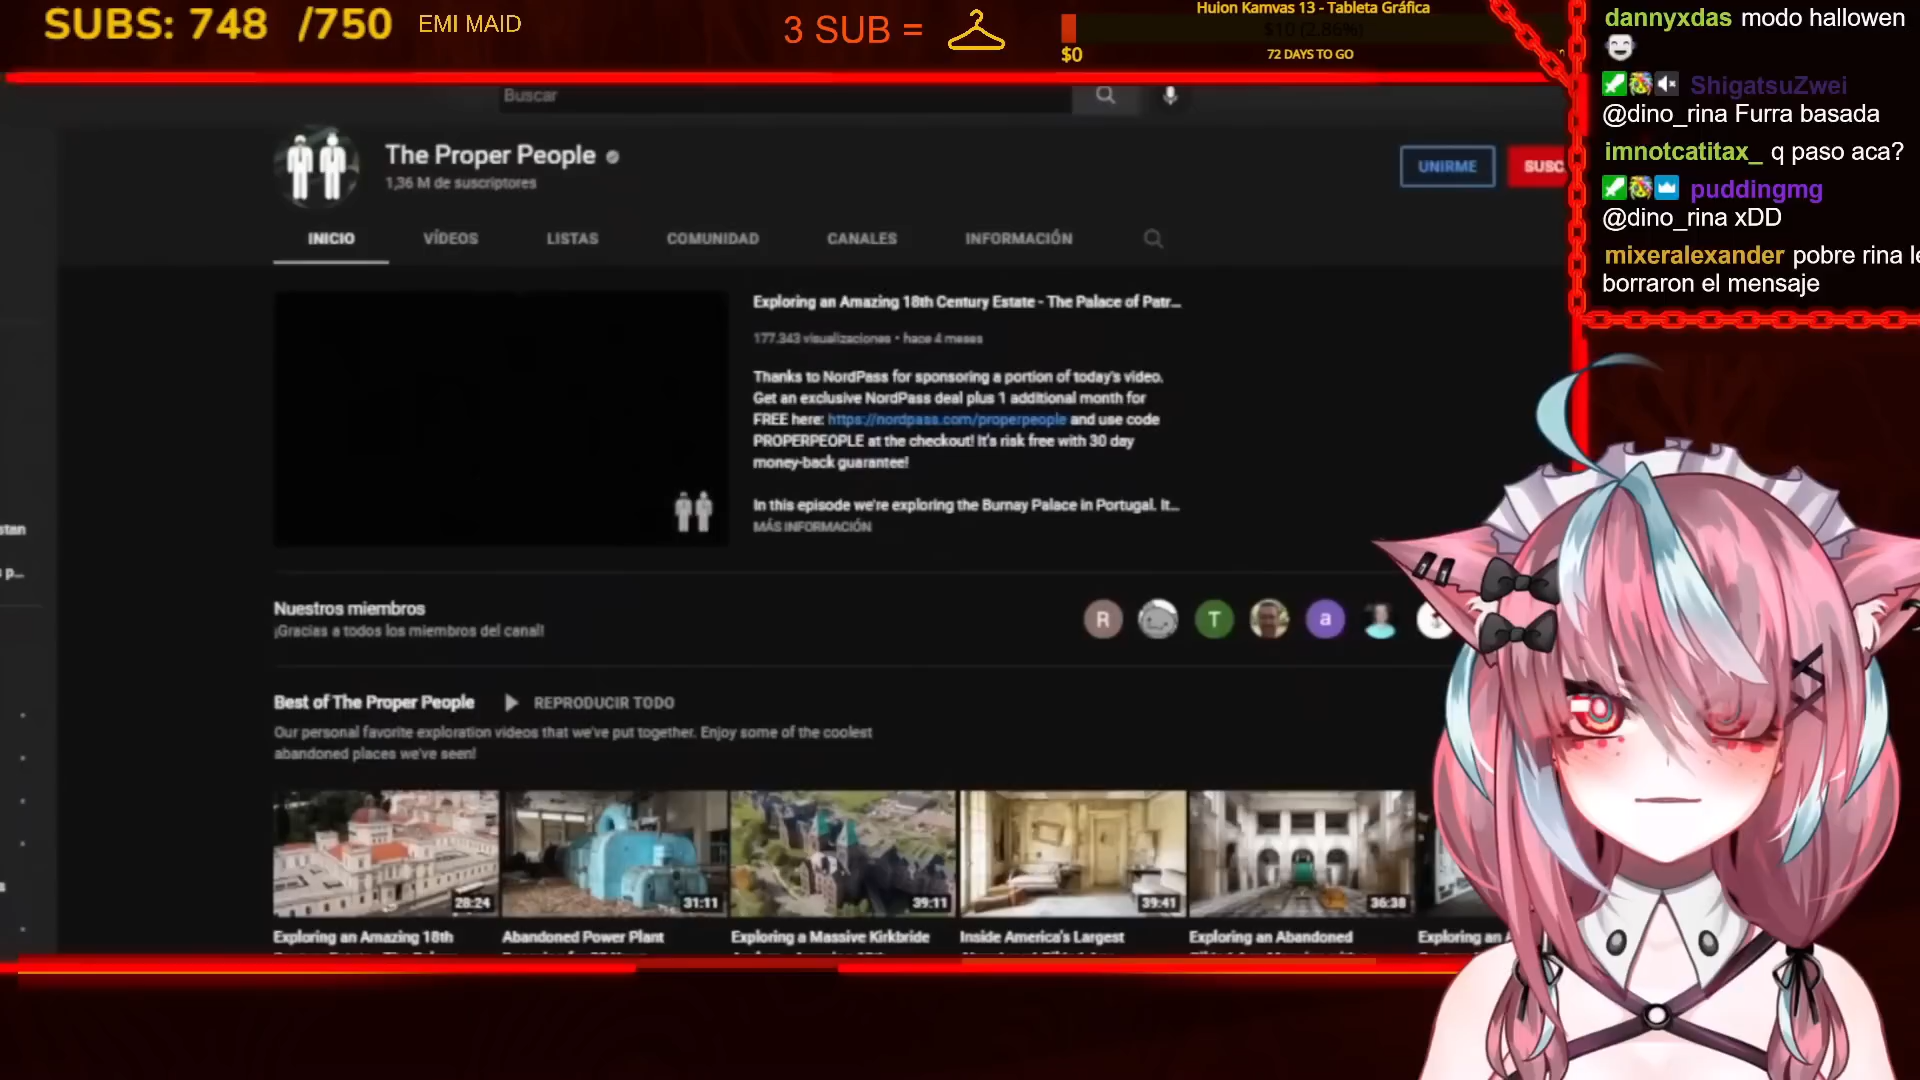 SUBS: 748 /750
EMI MAID
3 SUB =
Huion Kamvas 13 - Tableta Gráfica
$10 (2.86%)
$0
72 DAYS TO GO
dannyxdas modo hallowen
ShigatsuZwei
@dino_rina Furra basada
imnotcatitax_ q paso aca?
puddingmg
@dino_rina xDD
mixeralexander pobre rina le
borraron el mensaje
Buscar
The Proper People
1,36 M de suscriptores
UNIRME
SUSC
INICIO
VÍDEOS
LISTAS
COMUNIDAD
CANALES
INFORMACIÓN
Exploring an Amazing 18th Century Estate - The Palace of Patr...
177.343 visualizaciones • hace 4 meses
Thanks to NordPass for sponsoring a portion of today's video.
Get an exclusive NordPass deal plus 1 additional month for
FREE here: https://nordpass.com/properpeople and use code
PROPERPEOPLE at the checkout! It's risk free with 30 day
money-back guarantee!
In this episode we're exploring the Burnay Palace in Portugal. It...
MÁS INFORMACIÓN
stan
p...
Nuestros miembros
¡Gracias a todos los miembros del canal!
R
T
a
Best of The Proper People
REPRODUCIR TODO
Our personal favorite exploration videos that we've put together. Enjoy some of the coolest
abandoned places we've seen!
28:24
31:11
39:11
39:41
36:38
Exploring an Amazing 18th
Abandoned Power Plant
Exploring a Massive Kirkbride
Inside America's Largest
Exploring an Abandoned
Exploring an A